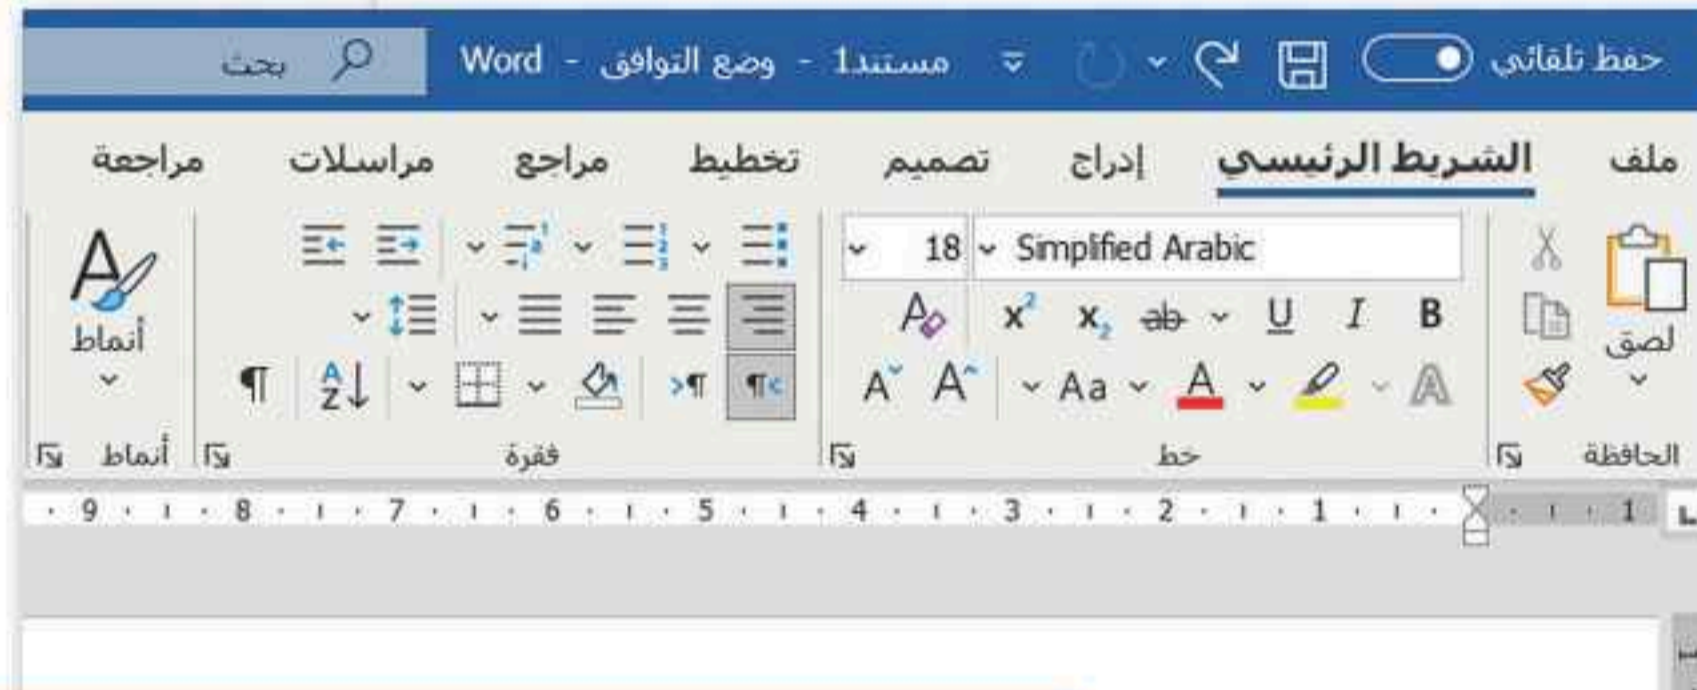 حفظ تلقائي مستند1 - وضع التوافق - Word بحث
ملف الشريط الرئيسي إدراج تصميم تخطيط مراجع مراسلات مراجعة
لصق Simplified Arabic 18 أنماط
B I U ab x₂ x² A
A A Aa A A A Z ¶
الحافظة خط فقرة أنماط
1 1 2 3 4 5 6 7 8 9